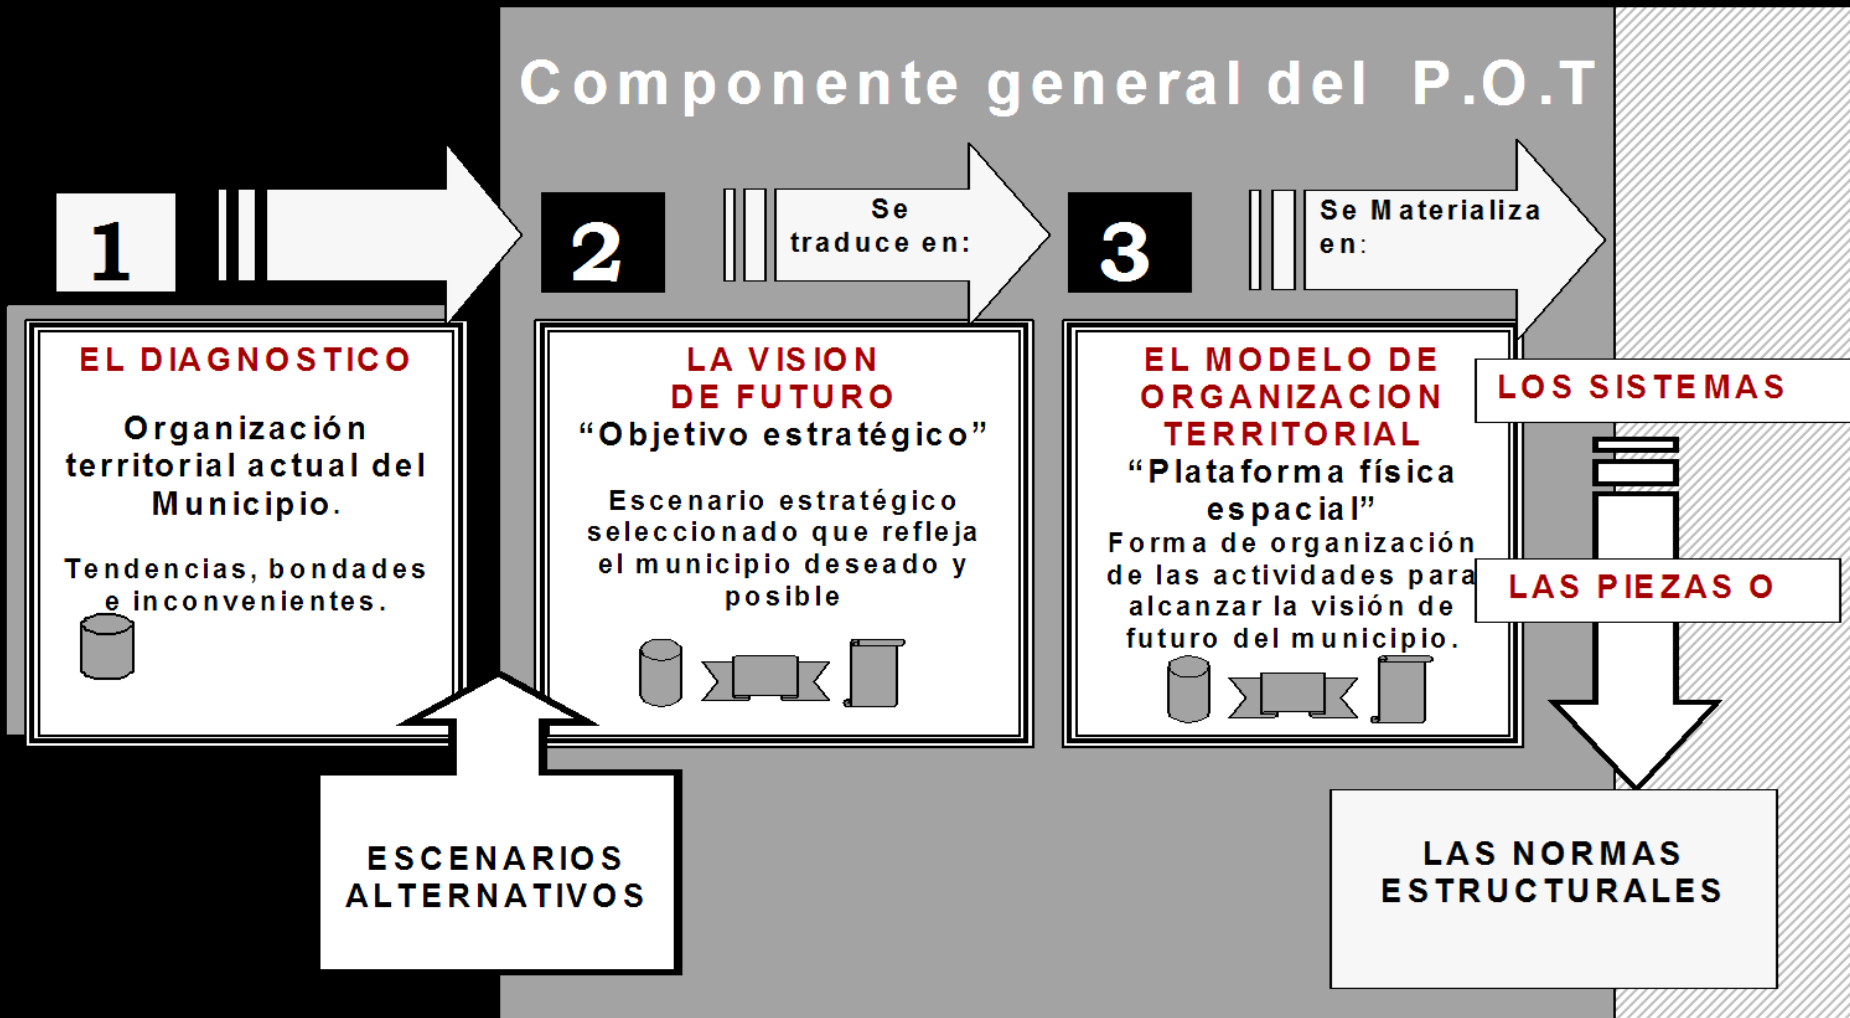 Componente general del P.O.T
1
2
Se
traduce en:
3
Se Materializa
en:
EL DIAGNOSTICO
Organización
territorial actual del
Municipio.
Tendencias, bondades
e inconvenientes.
LA VISION
DE FUTURO
“Objetivo estratégico”
Escenario estratégico
seleccionado que refleja
el municipio deseado y
posible
EL MODELO DE
ORGANIZACION
TERRITORIAL
“Plataforma física
espacial”
Forma de organización
de las actividades para
alcanzar la visión de
futuro del municipio.
LOS SISTEMAS
LAS PIEZAS O
ESCENARIOS
ALTERNATIVOS
LAS NORMAS
ESTRUCTURALES